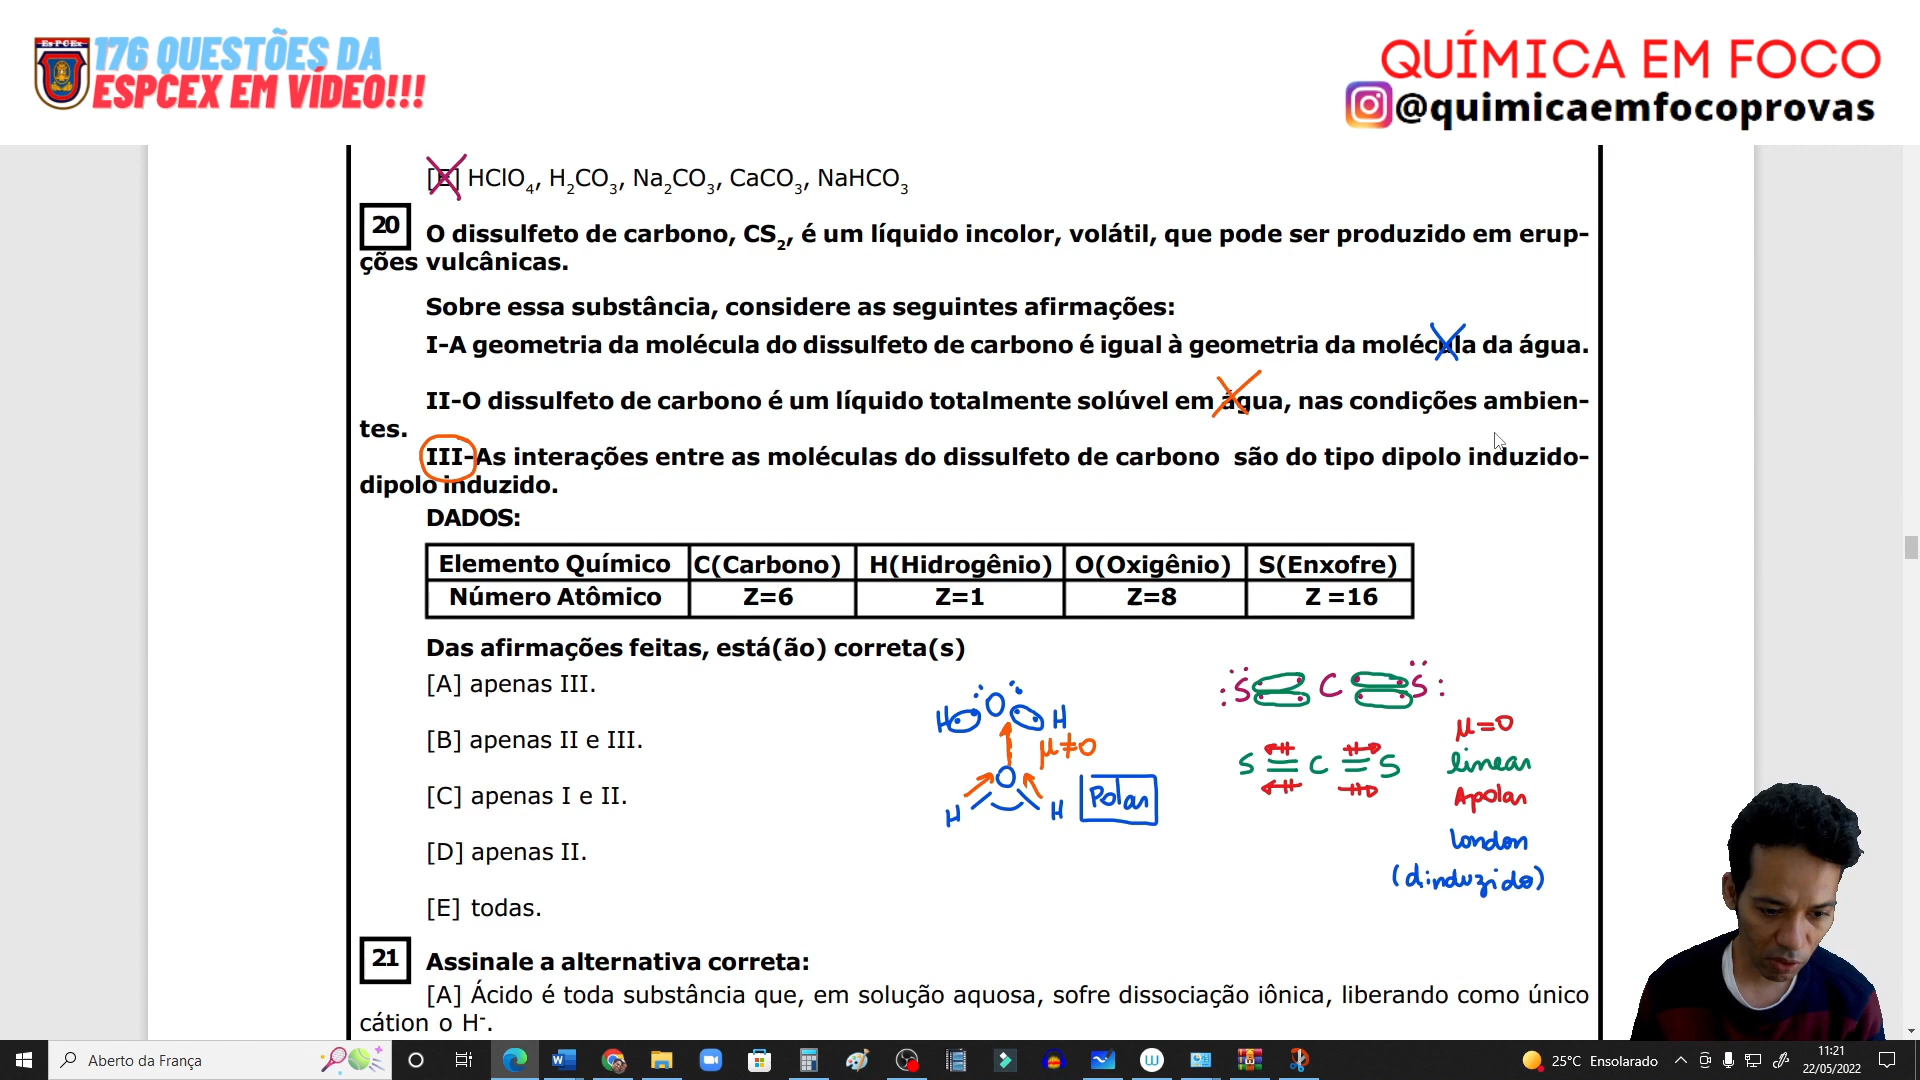 EsPCEx
176 QUESTÕES DA
ESPCEX EM VÍDEO!!!
QUÍMICA EM FOCO
@quimicaemfocoprovas
[E] HClO4, H2CO3, Na2CO3, CaCO3, NaHCO3
20
O dissulfeto de carbono, CS2, é um líquido incolor, volátil, que pode ser produzido em erup-
ções vulcânicas.
Sobre essa substância, considere as seguintes afirmações:
I-A geometria da molécula do dissulfeto de carbono é igual à geometria da molécula da água.
II-O dissulfeto de carbono é um líquido totalmente solúvel em água, nas condições ambien-
tes.
III-As interações entre as moléculas do dissulfeto de carbono são do tipo dipolo induzido-
dipolo induzido.
DADOS:
Elemento Químico C(Carbono) H(Hidrogênio) O(Oxigênio) S(Enxofre)
Número Atômico Z=6 Z=1 Z=8 Z =16
Das afirmações feitas, está(ão) correta(s)
[A] apenas III.
[B] apenas II e III.
[C] apenas I e II.
[D] apenas II.
[E] todas.
H O H
μ≠0
O
H H
Polar
:S C S:
μ=0
S = C = S linear
Apolar
London
(d.induzido)
21
Assinale a alternativa correta:
[A] Ácido é toda substância que, em solução aquosa, sofre dissociação iônica, liberando como único
cátion o H-.
Aberto da França
25°C Ensolarado
11:21
22/05/2022